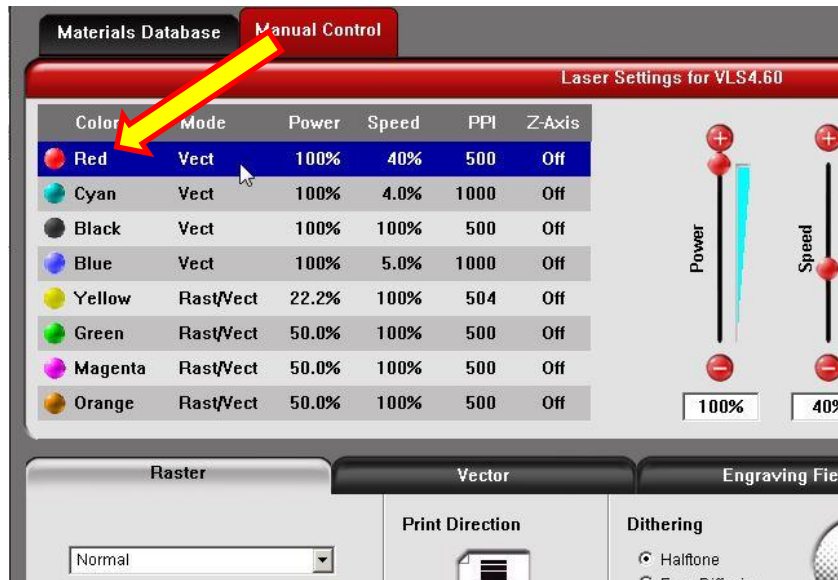 Materials Database
Manual Control
Laser Settings for VLS4.60
Color Mode Power Speed PPI Z-Axis
Red Vect 100% 40% 500 Off
Cyan Vect 100% 4.0% 1000 Off
Black Vect 100% 100% 500 Off
Blue Vect 100% 5.0% 1000 Off
Yellow Rast/Vect 22.2% 100% 504 Off
Green Rast/Vect 50.0% 100% 500 Off
Magenta Rast/Vect 50.0% 100% 500 Off
Orange Rast/Vect 50.0% 100% 500 Off
Power
Speed
100% 40%
Raster
Vector
Engraving Fie
Print Direction
Dithering
Normal
Halftone